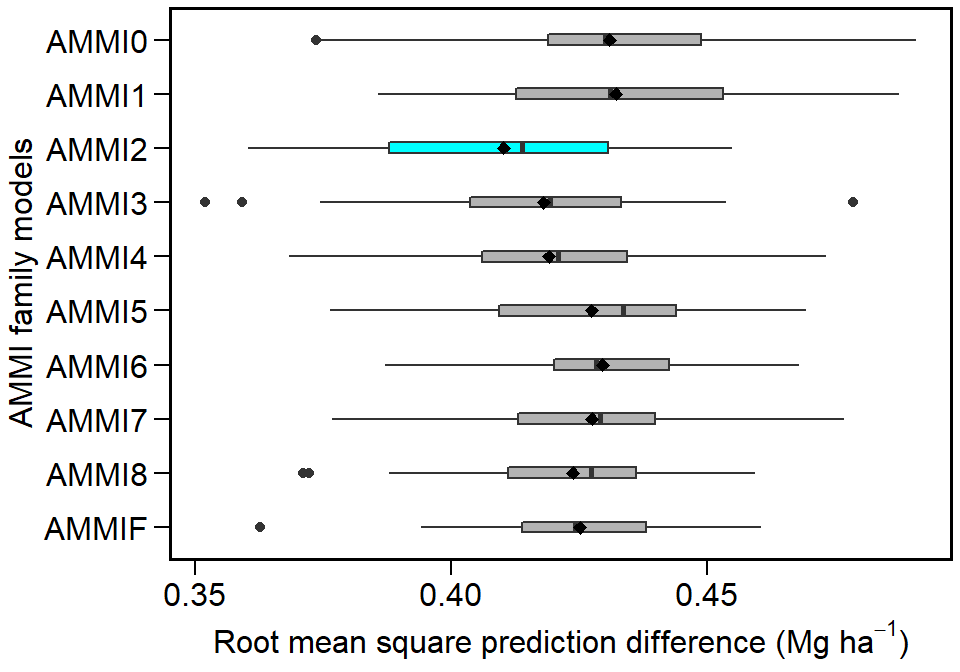 AMMI family models
AMMI0
AMMI1
AMMI2
AMMI3
AMMI4
AMMI5
AMMI6
AMMI7
AMMI8
AMMIF
0.35 0.40 0.45
Root mean square prediction difference (Mg ha⁻¹)